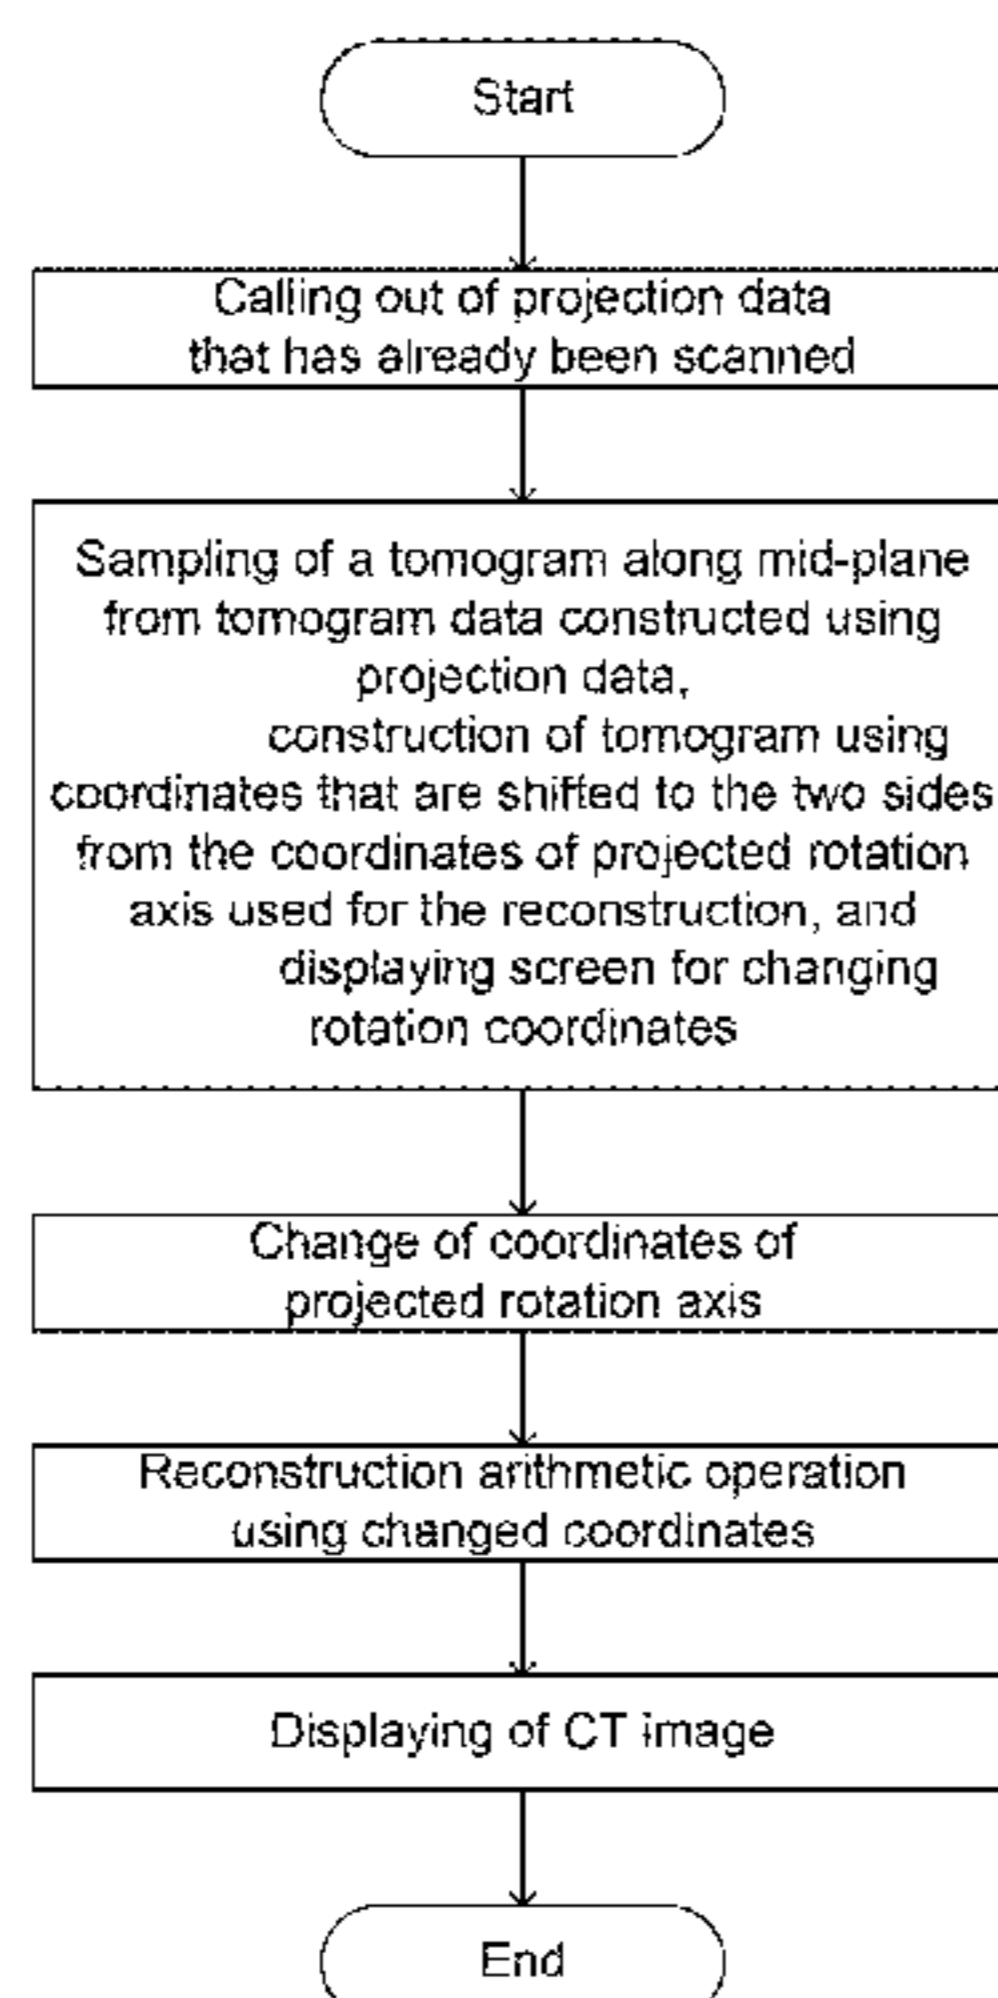 Start
Calling out of projection data
that has already been scanned
Sampling of a tomogram along mid-plane
from tomogram data constructed using
projection data,
construction of tomogram using
coordinates that are shifted to the two sides
from the coordinates of projected rotation
axis used for the reconstruction, and
displaying screen for changing
rotation coordinates
Change of coordinates of
projected rotation axis
Reconstruction arithmetic operation
using changed coordinates
Displaying of CT image
End